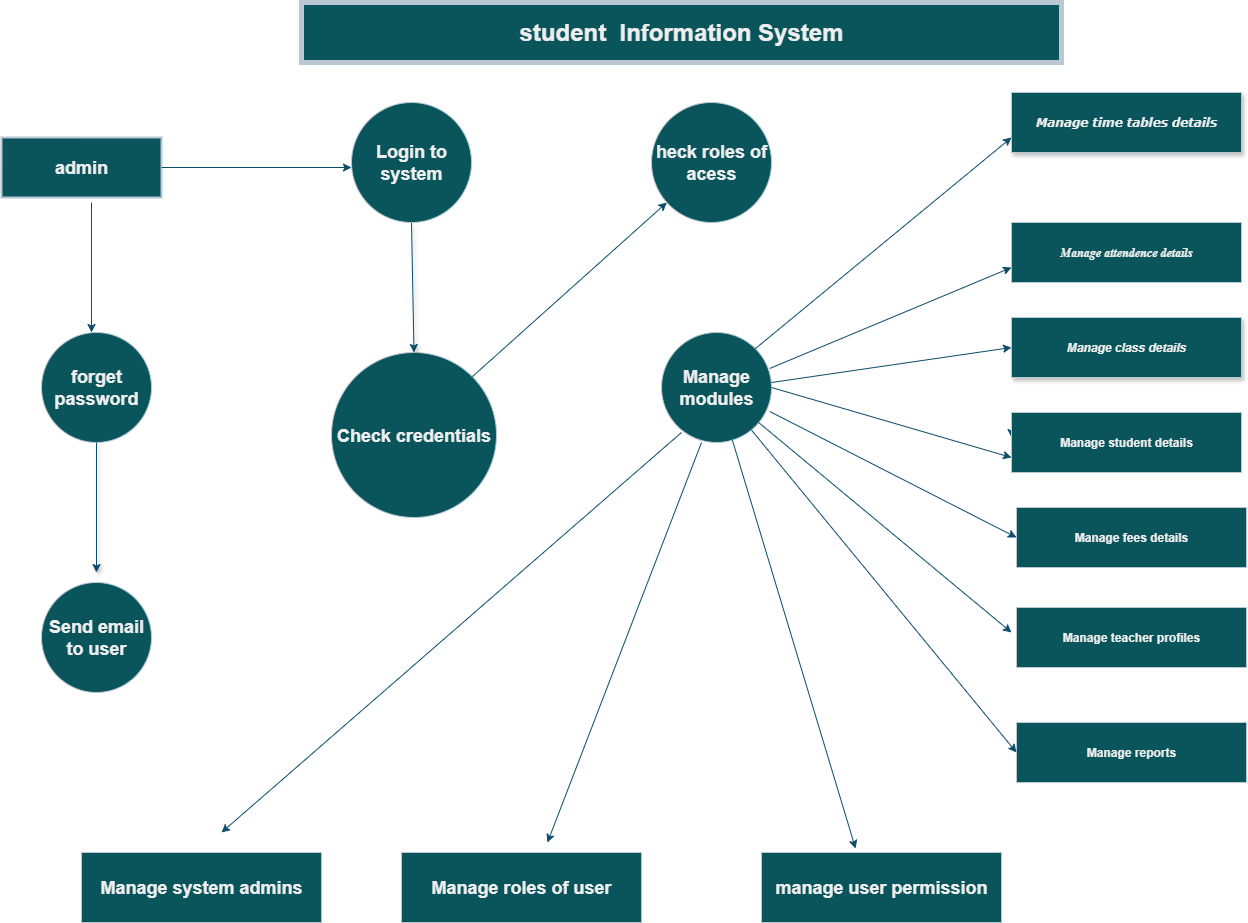 student  Information System
admin
Login to
system
heck roles of
acess
Manage time tables details
Manage attendence details
Manage class details
forget
password
Manage
modules
Check credentials
Manage student details
Manage fees details
Send email
to user
Manage teacher profiles
Manage reports
Manage system admins
Manage roles of user
manage user permission